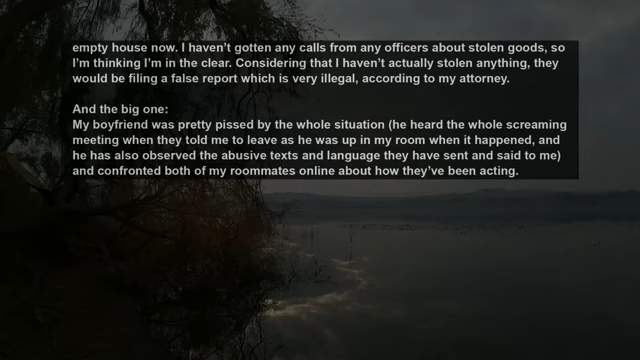 empty house now. I haven't gotten any calls from any officers about stolen goods, so
I'm thinking I'm in the clear. Considering that I haven't actually stolen anything, they
would be filing a false report which is very illegal, according to my attorney.
And the big one:
My boyfriend was pretty pissed by the whole situation (he heard the whole screaming
meeting when they told me to leave as he was up in my room when it happened, and
he has also observed the abusive texts and language they have sent and said to me)
and confronted both of my roommates online about how they've been acting.